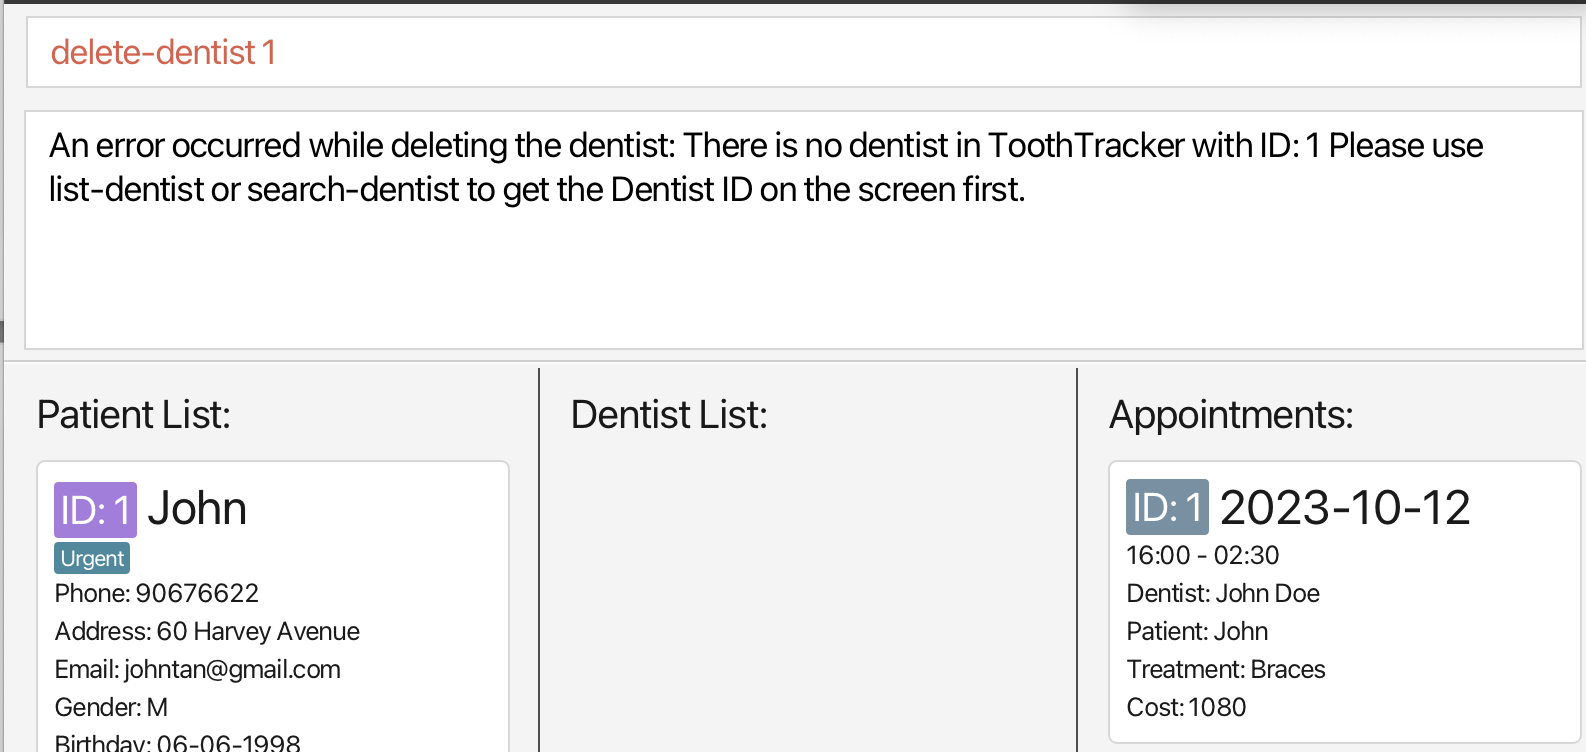 delete-dentist 1
An error occurred while deleting the dentist: There is no dentist in ToothTracker with ID: 1 Please use
list-dentist or search-dentist to get the Dentist ID on the screen first.
Patient List:
ID: 1 John
Urgent
Phone: 90676622
Address: 60 Harvey Avenue
Email: johntan@gmail.com
Gender: M
Birthday: 06-06-1998
Dentist List:
Appointments:
ID: 1 2023-10-12
16:00 - 02:30
Dentist: John Doe
Patient: John
Treatment: Braces
Cost: 1080